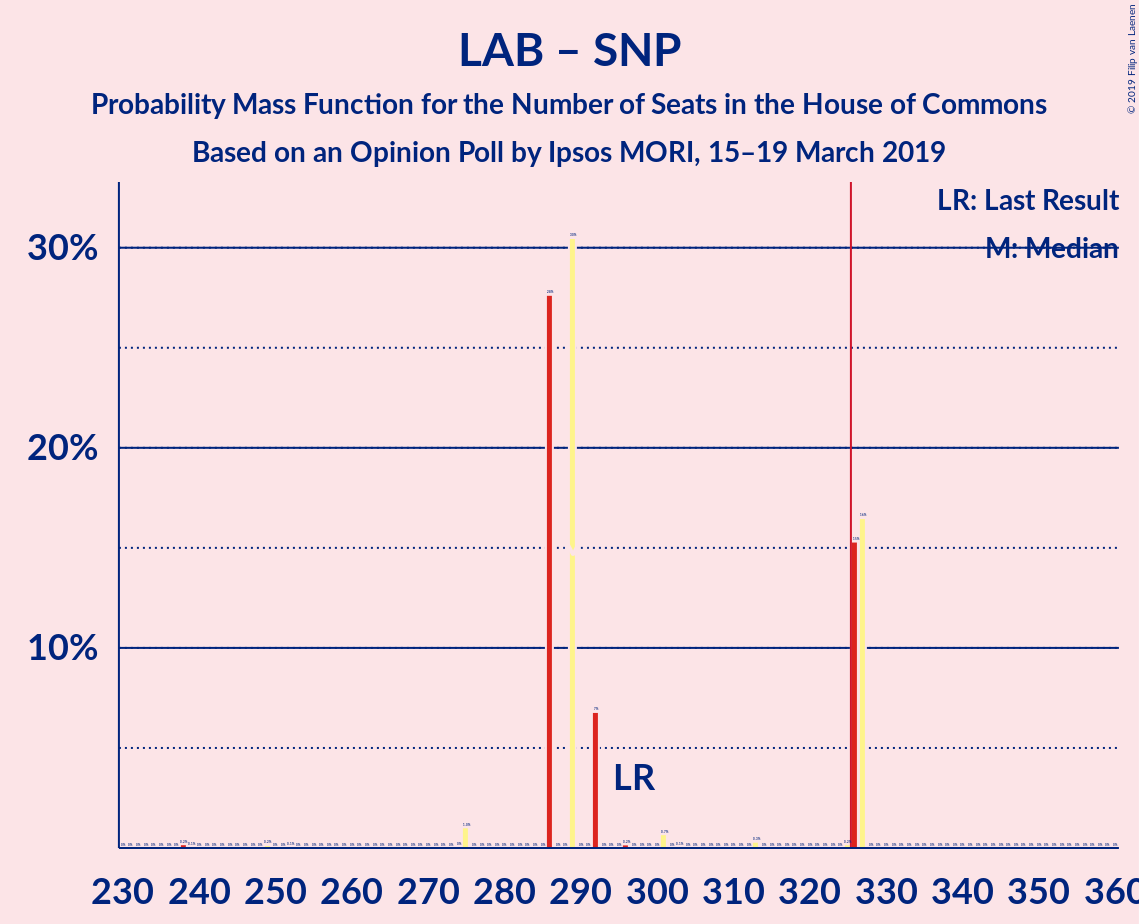 LAB – SNP
Probability Mass Function for the Number of Seats in the House of Commons
Based on an Opinion Poll by Ipsos MORI, 15–19 March 2019
© 2019 Filip van Laenen
LR: Last Result
M: Median
30%
20%
10%
LR
230 240 250 260 270 280 290 300 310 320 330 340 350 360